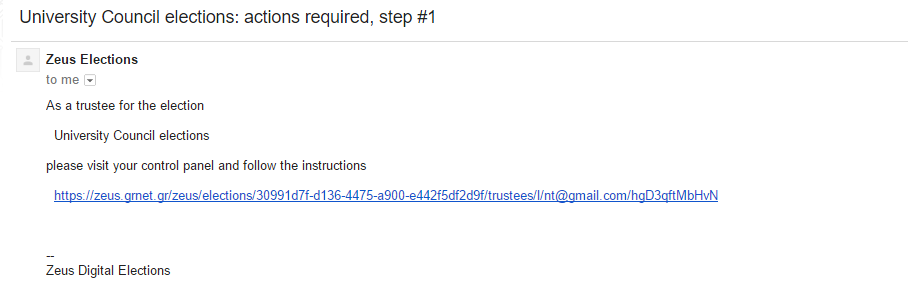 University Council elections: actions required, step #1
Zeus Elections
to me
As a trustee for the election
University Council elections
please visit your control panel and follow the instructions
https://zeus.grnet.gr/zeus/elections/30991d7f-d136-4475-a900-e442f5df2d9f/trustees/l/nt@gmail.com/hgD3qftMbHvN
--
Zeus Digital Elections